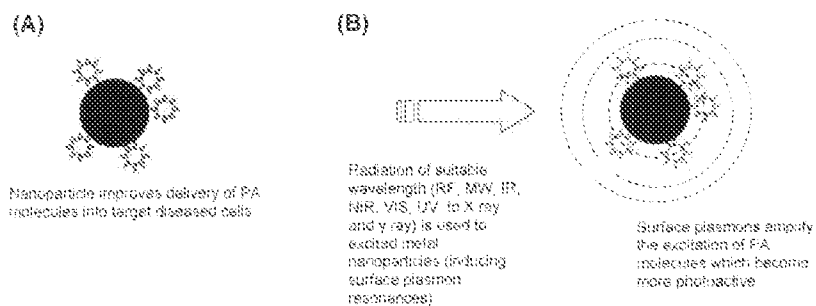 (A)
(B)
Nanoparticle improves delivery of PA
molecules into target diseased cells
Radiation of suitable
wavelength (RF, MW, IR,
NIR, VIS, UV to X ray
and γ ray) is used to
excited metal
nanoparticles (inducing
surface plasmon
resonances)
Surface plasmons amplify
the excitation of PA
molecules which become
more photoactive